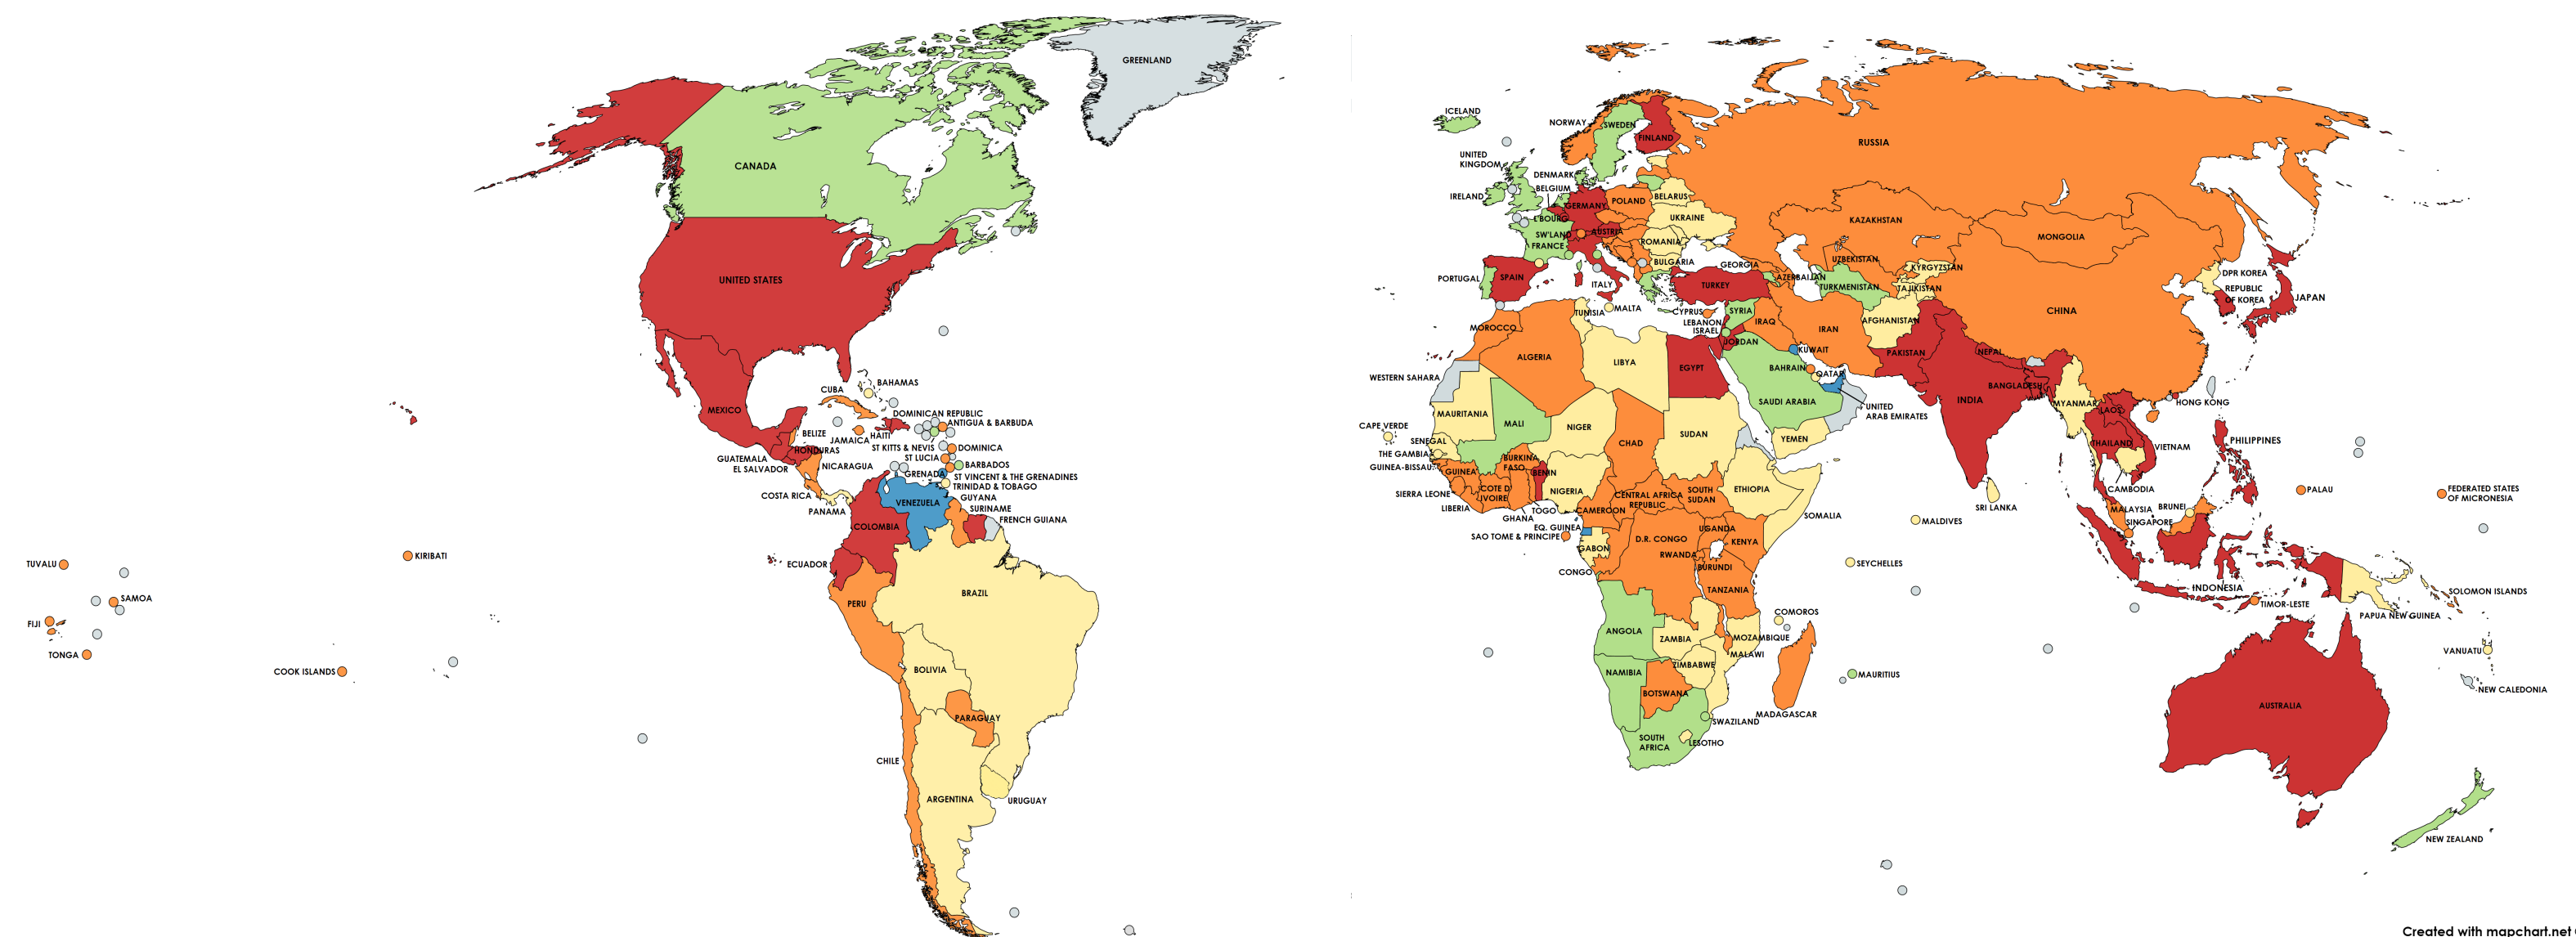 GREENLAND
CANADA
UNITED STATES
MEXICO
CUBA
BAHAMAS
DOMINICAN REPUBLIC
ANTIGUA & BARBUDA
BELIZE
JAMAICA
HAITI
ST KITTS & NEVIS
DOMINICA
HONDURAS
GUATEMALA
EL SALVADOR
NICARAGUA
ST LUCIA
BARBADOS
GRENADA
ST VINCENT & THE GRENADINES
TRINIDAD & TOBAGO
COSTA RICA
PANAMA
VENEZUELA
GUYANA
SURINAME
FRENCH GUIANA
COLOMBIA
ECUADOR
PERU
BRAZIL
BOLIVIA
PARAGUAY
CHILE
ARGENTINA
URUGUAY
TUVALU
KIRIBATI
SAMOA
FIJI
TONGA
COOK ISLANDS
ICELAND
NORWAY
SWEDEN
FINLAND
RUSSIA
UNITED
KINGDOM
DENMARK
BELGIUM
IRELAND
GERMANY
POLAND
BELARUS
L'BOURG
UKRAINE
SW'LAND
AUSTRIA
FRANCE
ROMANIA
BULGARIA
PORTUGAL
SPAIN
ITALY
GEORGIA
AZERBAIJAN
TURKEY
KAZAKHSTAN
MONGOLIA
UZBEKISTAN
KYRGYZSTAN
TURKMENISTAN
TAJIKISTAN
DPR KOREA
REPUBLIC
OF KOREA
JAPAN
CHINA
TUNISIA
MALTA
CYPRUS
SYRIA
LEBANON
ISRAEL
IRAQ
IRAN
AFGHANISTAN
MOROCCO
ALGERIA
LIBYA
EGYPT
JORDAN
KUWAIT
PAKISTAN
NEPAL
WESTERN SAHARA
BAHRAIN
QATAR
BANGLADESH
INDIA
SAUDI ARABIA
UNITED
ARAB EMIRATES
MYANMAR
LAOS
HONG KONG
MAURITANIA
MALI
NIGER
CHAD
SUDAN
YEMEN
CAPE VERDE
SENEGAL
THE GAMBIA
GUINEA-BISSAU
GUINEA
BURKINA
FASO
BENIN
THAILAND
VIETNAM
PHILIPPINES
SIERRA LEONE
LIBERIA
COTE D'
IVOIRE
GHANA
TOGO
NIGERIA
CAMEROON
CENTRAL AFRICA
REPUBLIC
SOUTH
SUDAN
ETHIOPIA
SOMALIA
SRI LANKA
CAMBODIA
MALAYSIA
BRUNEI
SINGAPORE
PALAU
FEDERATED STATES
OF MICRONESIA
MALDIVES
EQ. GUINEA
SAO TOME & PRINCIPE
GABON
CONGO
D.R. CONGO
UGANDA
KENYA
RWANDA
BURUNDI
TANZANIA
SEYCHELLES
INDONESIA
TIMOR-LESTE
PAPUA NEW GUINEA
SOLOMON ISLANDS
COMOROS
ANGOLA
ZAMBIA
MOZAMBIQUE
MALAWI
ZIMBABWE
NAMIBIA
BOTSWANA
MADAGASCAR
MAURITIUS
VANUATU
NEW CALEDONIA
SWAZILAND
SOUTH
AFRICA
LESOTHO
AUSTRALIA
NEW ZEALAND
Created with mapchart.net